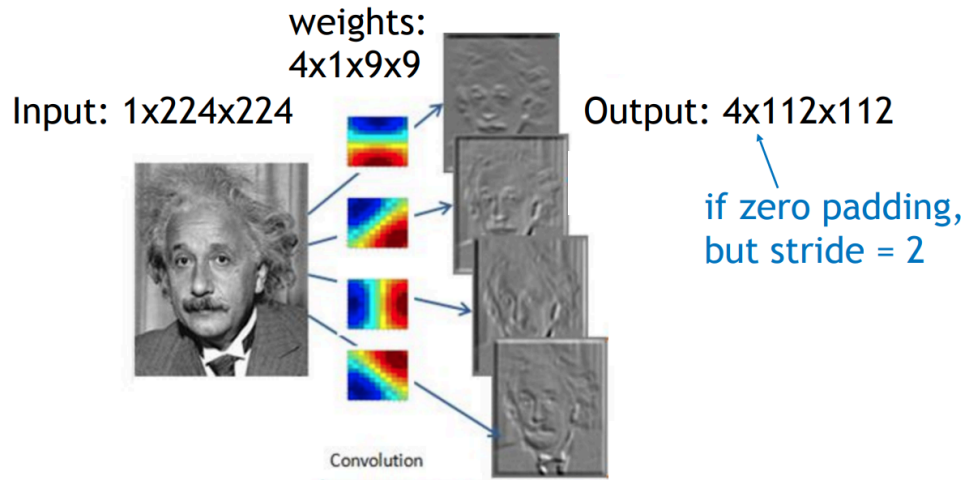 weights:
4x1x9x9
Input: 1x224x224
Output: 4x112x112
if zero padding,
but stride = 2
Convolution